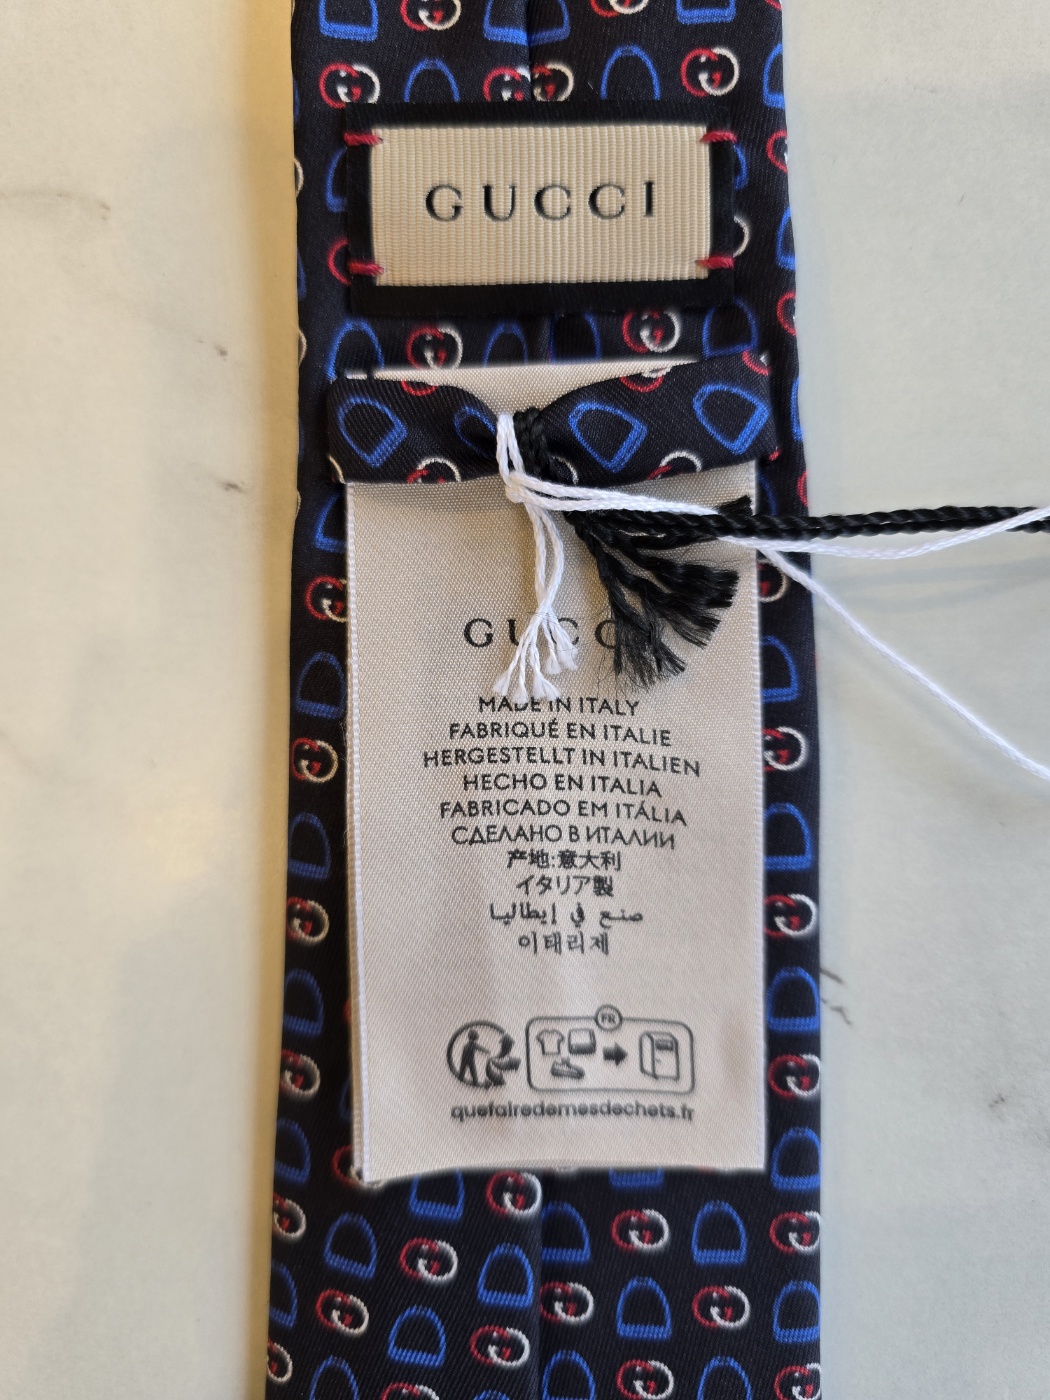 GUCCI
GUCCI
MADE IN ITALY
FABRIQUÉ EN ITALIE
HERGESTELLT IN ITALIEN
HECHO EN ITALIA
FABRICADO EM ITÁLIA
СДЕЛАНО В ИТАЛИИ
产地:意大利
イタリア製
صنع في إيطاليا
이태리제
FR
quefairedemesdechets.fr